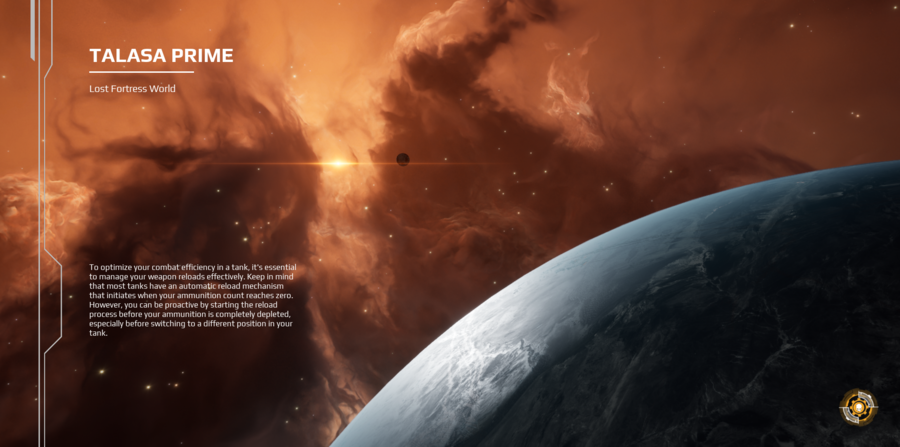 TALASA PRIME
Lost Fortress World
To optimize your combat efficiency in a tank, it's essential
to manage your weapon reloads effectively. Keep in mind
that most tanks have an automatic reload mechanism
that initiates when your ammunition count reaches zero.
However, you can be proactive by starting the reload
process before your ammunition is completely depleted,
especially before switching to a different position in your
tank.